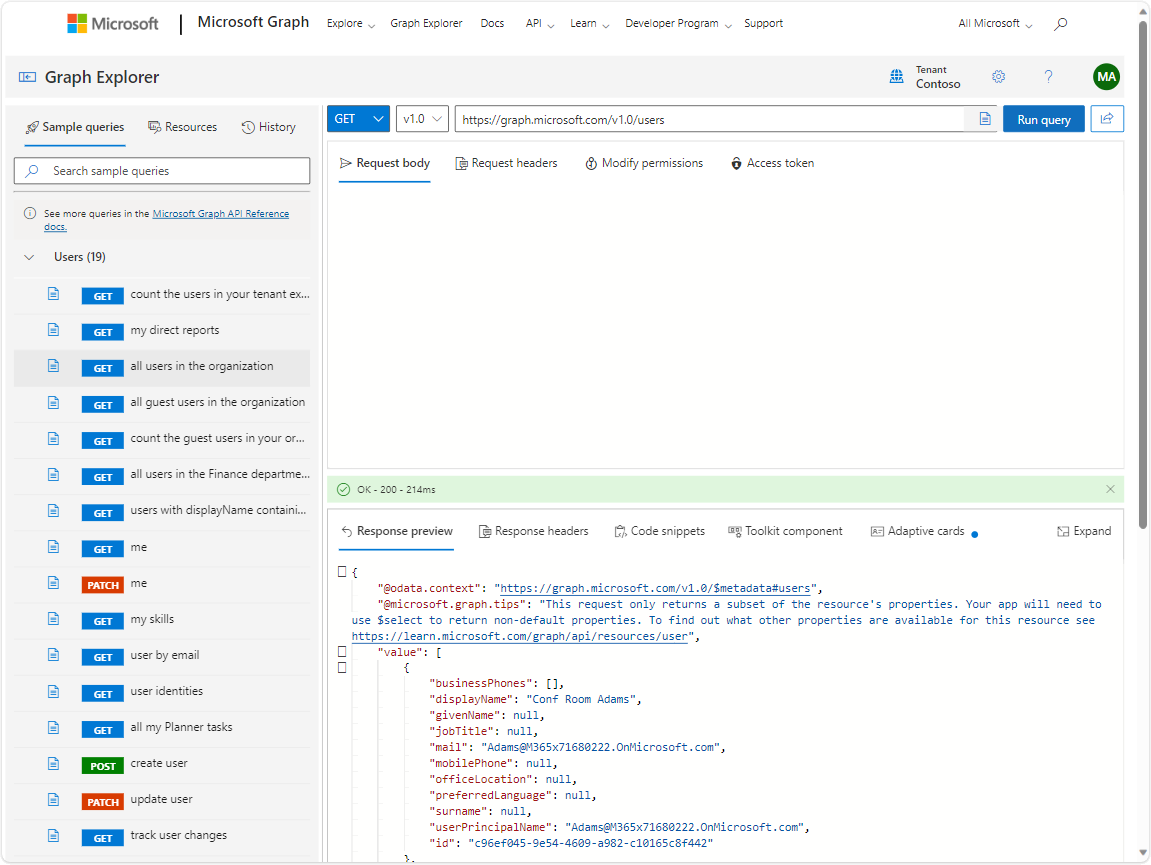 Microsoft | Microsoft Graph Explore Graph Explorer Docs API Learn Developer Program Support All Microsoft
Graph Explorer
Tenant
Contoso
? MA
Sample queries Resources History
Search sample queries
See more queries in the Microsoft Graph API Reference
docs.
Users (19)
GET count the users in your tenant ex...
GET my direct reports
GET all users in the organization
GET all guest users in the organization
GET count the guest users in your or...
GET all users in the Finance departme...
GET users with displayName containi...
GET me
PATCH me
GET my skills
GET user by email
GET user identities
GET all my Planner tasks
POST create user
PATCH update user
GET track user changes
GET v1.0 https://graph.microsoft.com/v1.0/users Run query
Request body Request headers Modify permissions Access token
OK - 200 - 214ms
Response preview Response headers Code snippets Toolkit component Adaptive cards Expand
{
"@odata.context": "https://graph.microsoft.com/v1.0/$metadata#users",
"@microsoft.graph.tips": "This request only returns a subset of the resource's properties. Your app will need to
use $select to return non-default properties. To find out what other properties are available for this resource see
https://learn.microsoft.com/graph/api/resources/user",
"value": [
{
"businessPhones": [],
"displayName": "Conf Room Adams",
"givenName": null,
"jobTitle": null,
"mail": "Adams@M365x71680222.OnMicrosoft.com",
"mobilePhone": null,
"officeLocation": null,
"preferredLanguage": null,
"surname": null,
"userPrincipalName": "Adams@M365x71680222.OnMicrosoft.com",
"id": "c96ef045-9e54-4609-a982-c10165c8f442"
},